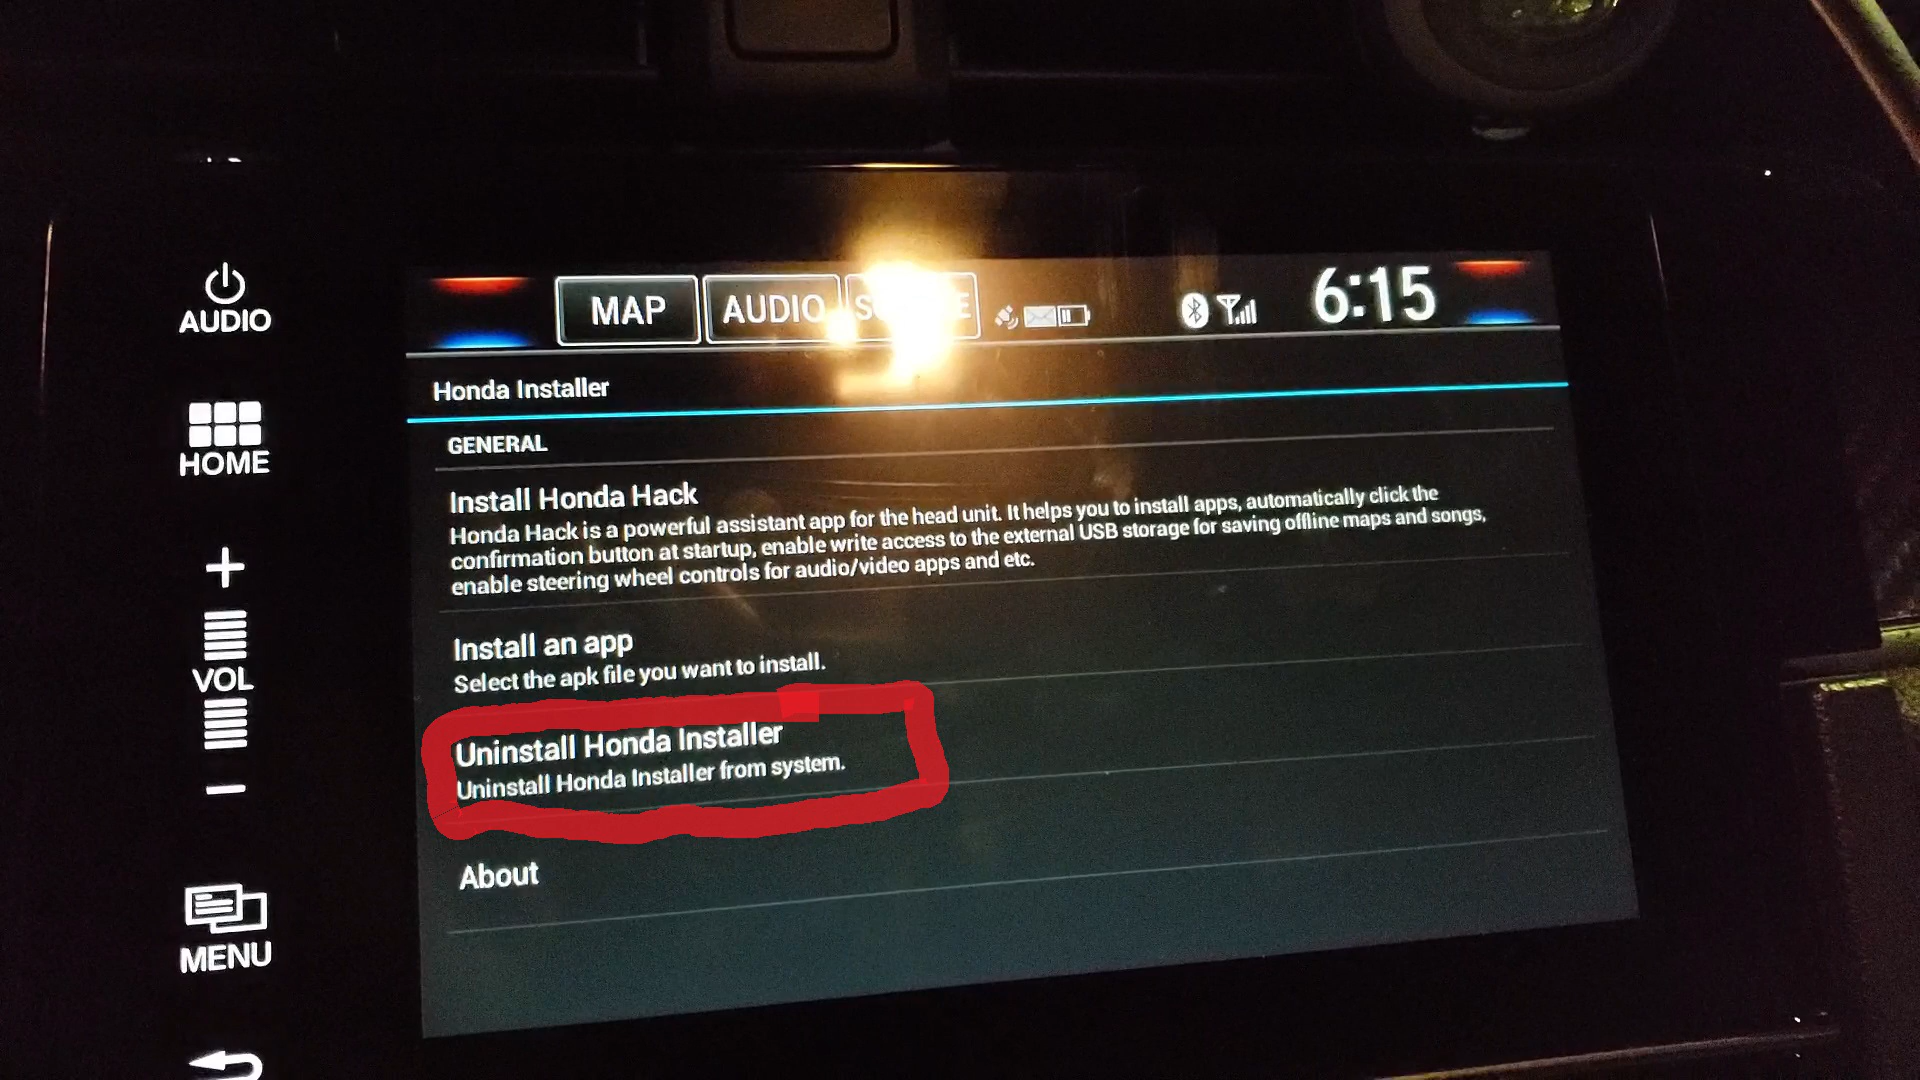 AUDIO
HOME
+
VOL
−
MENU
MAP
AUDIO
6:15
Honda Installer
GENERAL
Install Honda Hack
Honda Hack is a powerful assistant app for the head unit. It helps you to install apps, automatically click the
confirmation button at startup, enable write access to the external USB storage for saving offline maps and songs,
enable steering wheel controls for audio/video apps and etc.
Install an app
Select the apk file you want to install.
Uninstall Honda Installer
Uninstall Honda Installer from system.
About